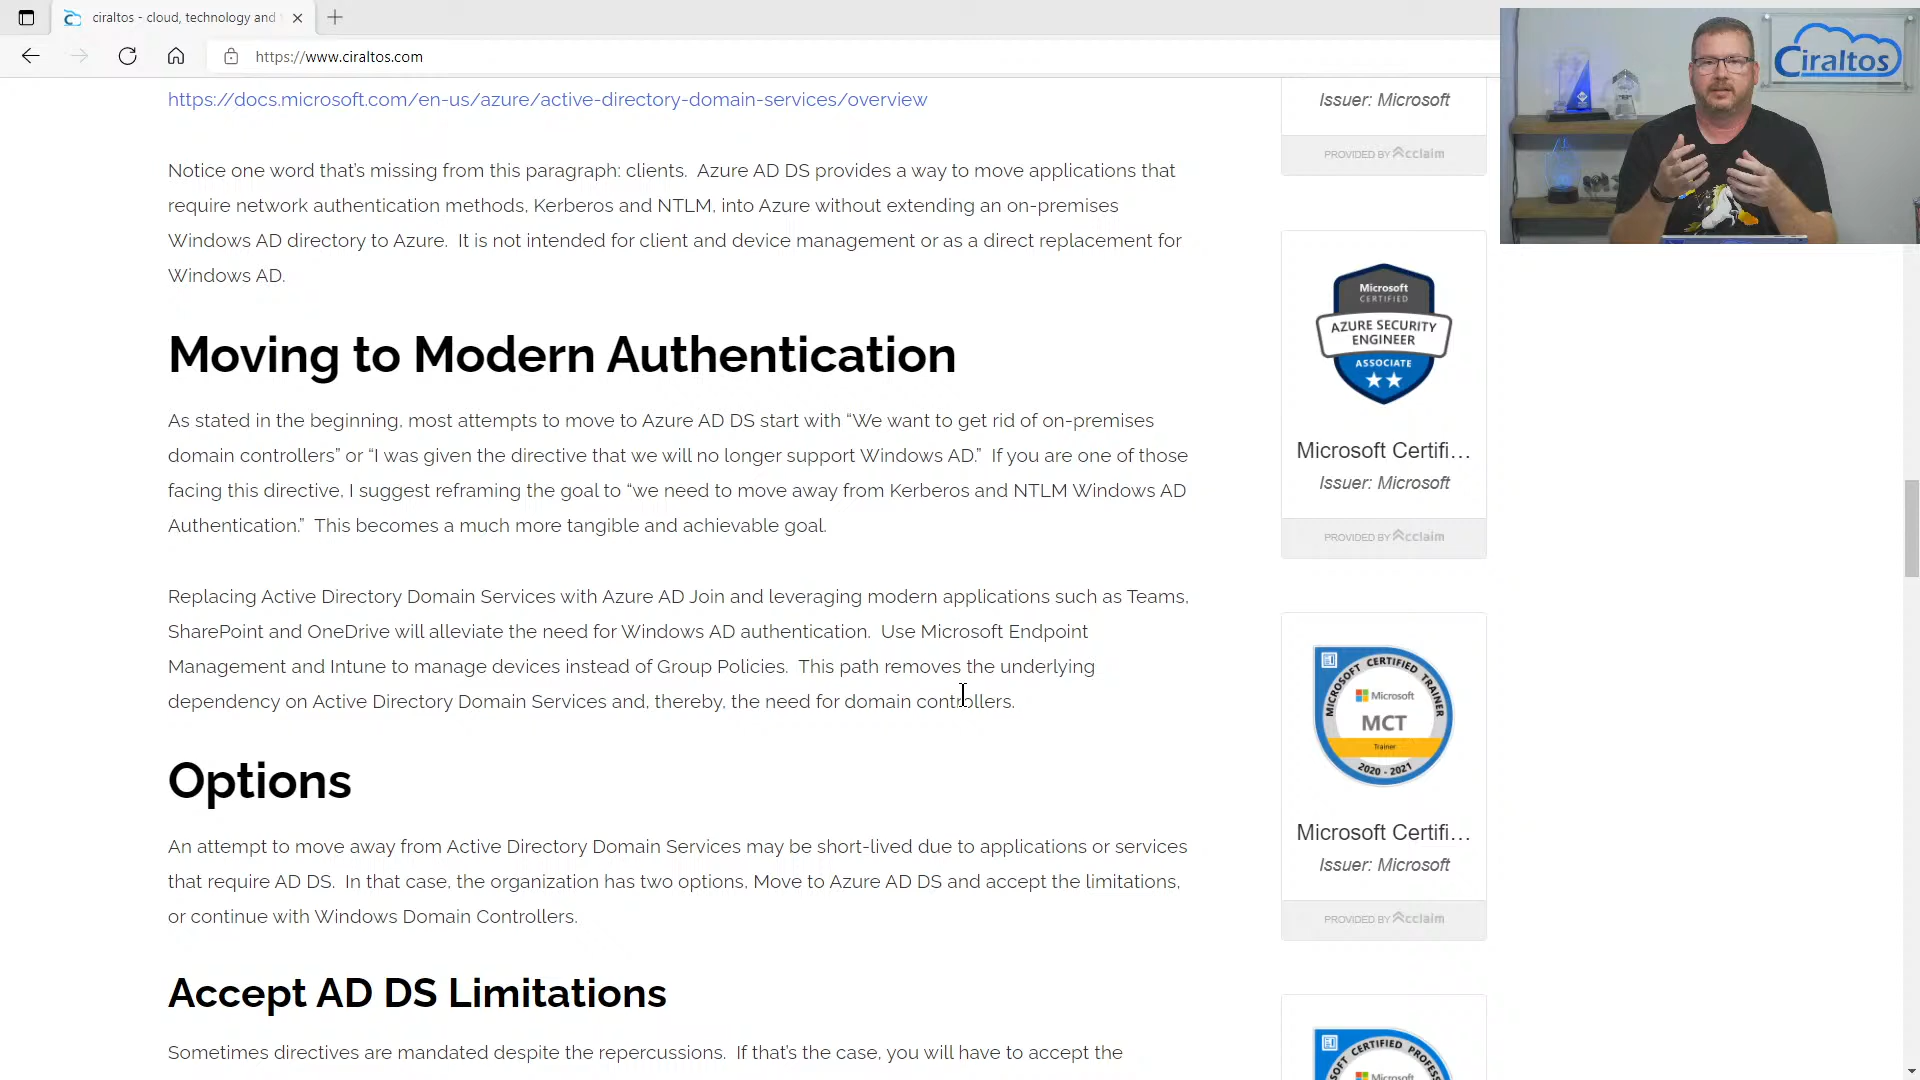 ciraltos - cloud, technology and
https://www.ciraltos.com
Ciraltos
https://docs.microsoft.com/en-us/azure/active-directory-domain-services/overview
Notice one word that's missing from this paragraph: clients.  Azure AD DS provides a way to move applications that
require network authentication methods, Kerberos and NTLM, into Azure without extending an on-premises
Windows AD directory to Azure.  It is not intended for client and device management or as a direct replacement for
Windows AD.
Moving to Modern Authentication
As stated in the beginning, most attempts to move to Azure AD DS start with “We want to get rid of on-premises
domain controllers” or “I was given the directive that we will no longer support Windows AD.”  If you are one of those
facing this directive, I suggest reframing the goal to “we need to move away from Kerberos and NTLM Windows AD
Authentication.”  This becomes a much more tangible and achievable goal.
Replacing Active Directory Domain Services with Azure AD Join and leveraging modern applications such as Teams,
SharePoint and OneDrive will alleviate the need for Windows AD authentication.  Use Microsoft Endpoint
Management and Intune to manage devices instead of Group Policies.  This path removes the underlying
dependency on Active Directory Domain Services and, thereby, the need for domain controllers.
Options
An attempt to move away from Active Directory Domain Services may be short-lived due to applications or services
that require AD DS.  In that case, the organization has two options, Move to Azure AD DS and accept the limitations,
or continue with Windows Domain Controllers.
Accept AD DS Limitations
Sometimes directives are mandated despite the repercussions.  If that's the case, you will have to accept the
Issuer: Microsoft
PROVIDED BY Acclaim
Microsoft
CERTIFIED
AZURE SECURITY
ENGINEER
ASSOCIATE
Microsoft Certifi...
Issuer: Microsoft
PROVIDED BY Acclaim
MICROSOFT CERTIFIED TRAINER
Microsoft
MCT
Trainer
2020 - 2021
Microsoft Certifi...
Issuer: Microsoft
PROVIDED BY Acclaim
SOFT CERTIFIED PROFES
Microsoft